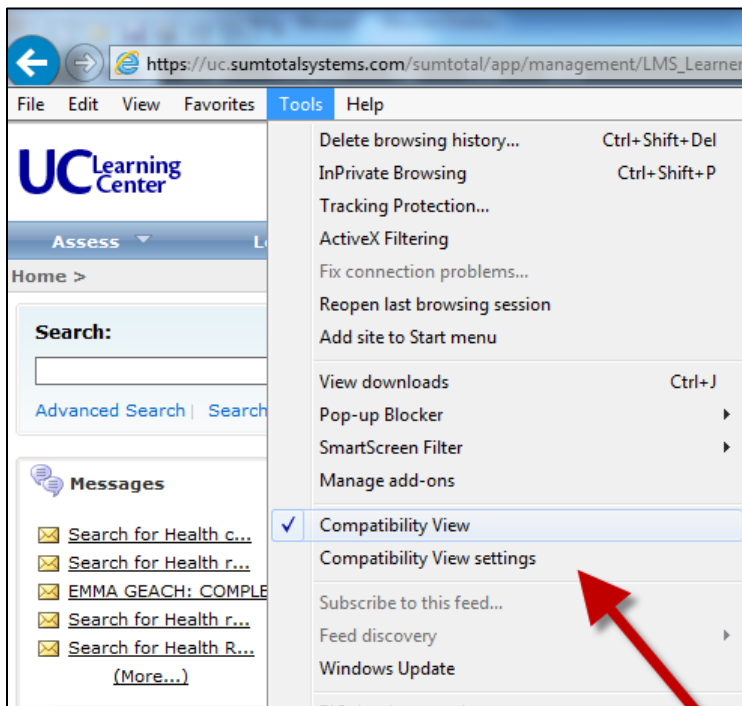 https://uc.sumtotalsystems.com/sumtotal/app/management/LMS_Learner
File Edit View Favorites Tools Help
UC Learning
Center
Assess
Home >
Search:
Advanced Search | Search
Messages
Search for Health c...
Search for Health r...
EMMA GEACH: COMPLE
Search for Health r...
Search for Health R...
(More...)
Delete browsing history... Ctrl+Shift+Del
InPrivate Browsing Ctrl+Shift+P
Tracking Protection...
ActiveX Filtering
Fix connection problems...
Reopen last browsing session
Add site to Start menu
View downloads Ctrl+J
Pop-up Blocker
SmartScreen Filter
Manage add-ons
Compatibility View
Compatibility View settings
Subscribe to this feed...
Feed discovery
Windows Update